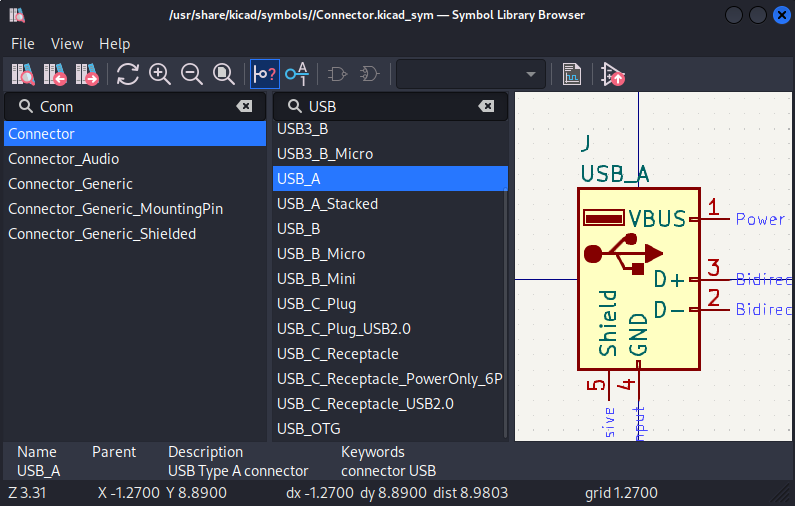 /usr/share/kicad/symbols//Connector.kicad_sym — Symbol Library Browser
File View Help
Conn
Connector
Connector_Audio
Connector_Generic
Connector_Generic_MountingPin
Connector_Generic_Shielded
USB
USB3_B
USB3_B_Micro
USB_A
USB_A_Stacked
USB_B
USB_B_Micro
USB_B_Mini
USB_C_Plug
USB_C_Plug_USB2.0
USB_C_Receptacle
USB_C_Receptacle_PowerOnly_6P
USB_C_Receptacle_USB2.0
USB_OTG
J
USB_A
VBUS 1 Power
D+ 3 Bidirec
D- 2 Bidirec
Shield 5 sive
GND 4 nput
Name Parent Description Keywords
USB_A USB Type A connector connector USB
Z 3.31 X -1.2700 Y 8.8900 dx -1.2700 dy 8.8900 dist 8.9803 grid 1.2700